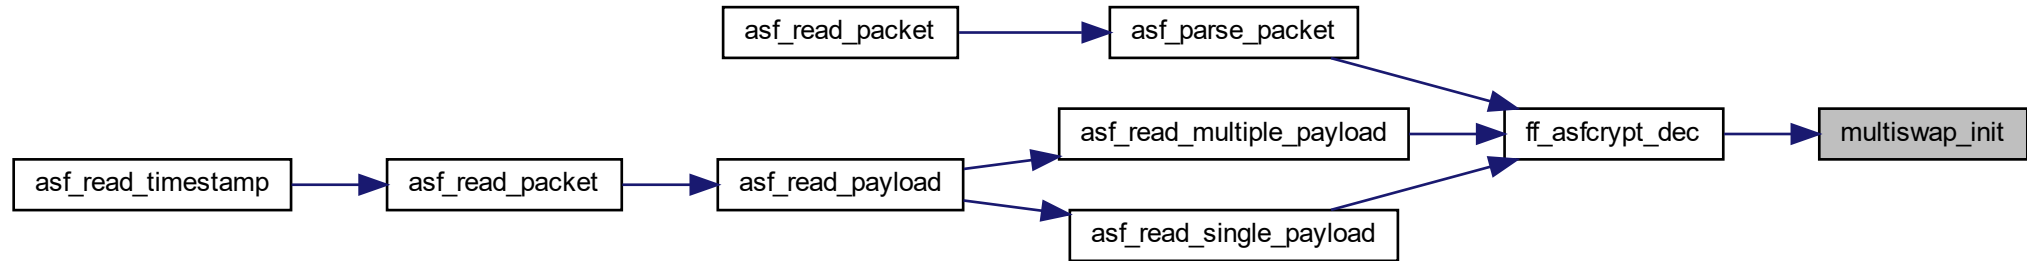 asf_read_packet
asf_parse_packet
asf_read_multiple_payload
ff_asfcrypt_dec
multiswap_init
asf_read_timestamp
asf_read_packet
asf_read_payload
asf_read_single_payload